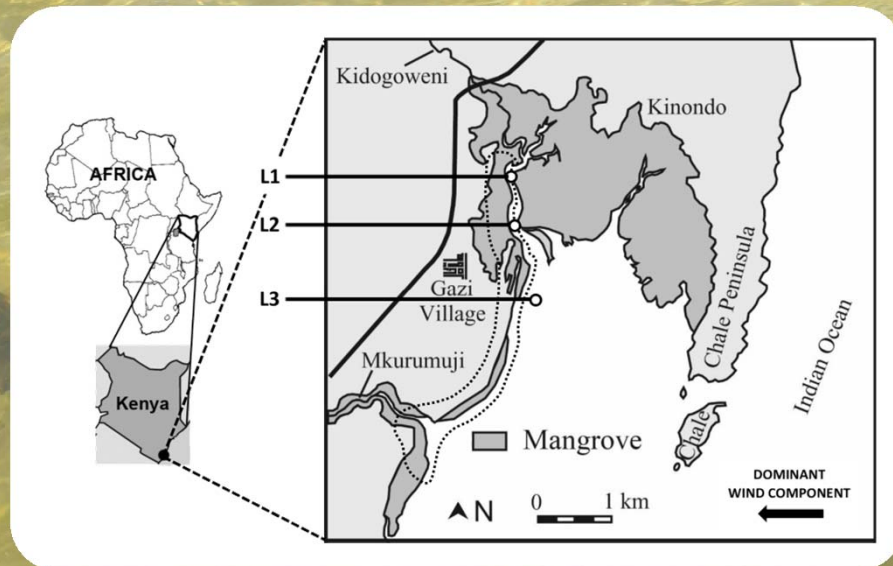 Kidogoweni
Kinondo
AFRICA
L1
L2
L3
Gazi
Village
Chale Peninsula
Indian Ocean
Mkurumuji
Kenya
Mangrove
Chale
N
0 1 km
DOMINANT
WIND COMPONENT